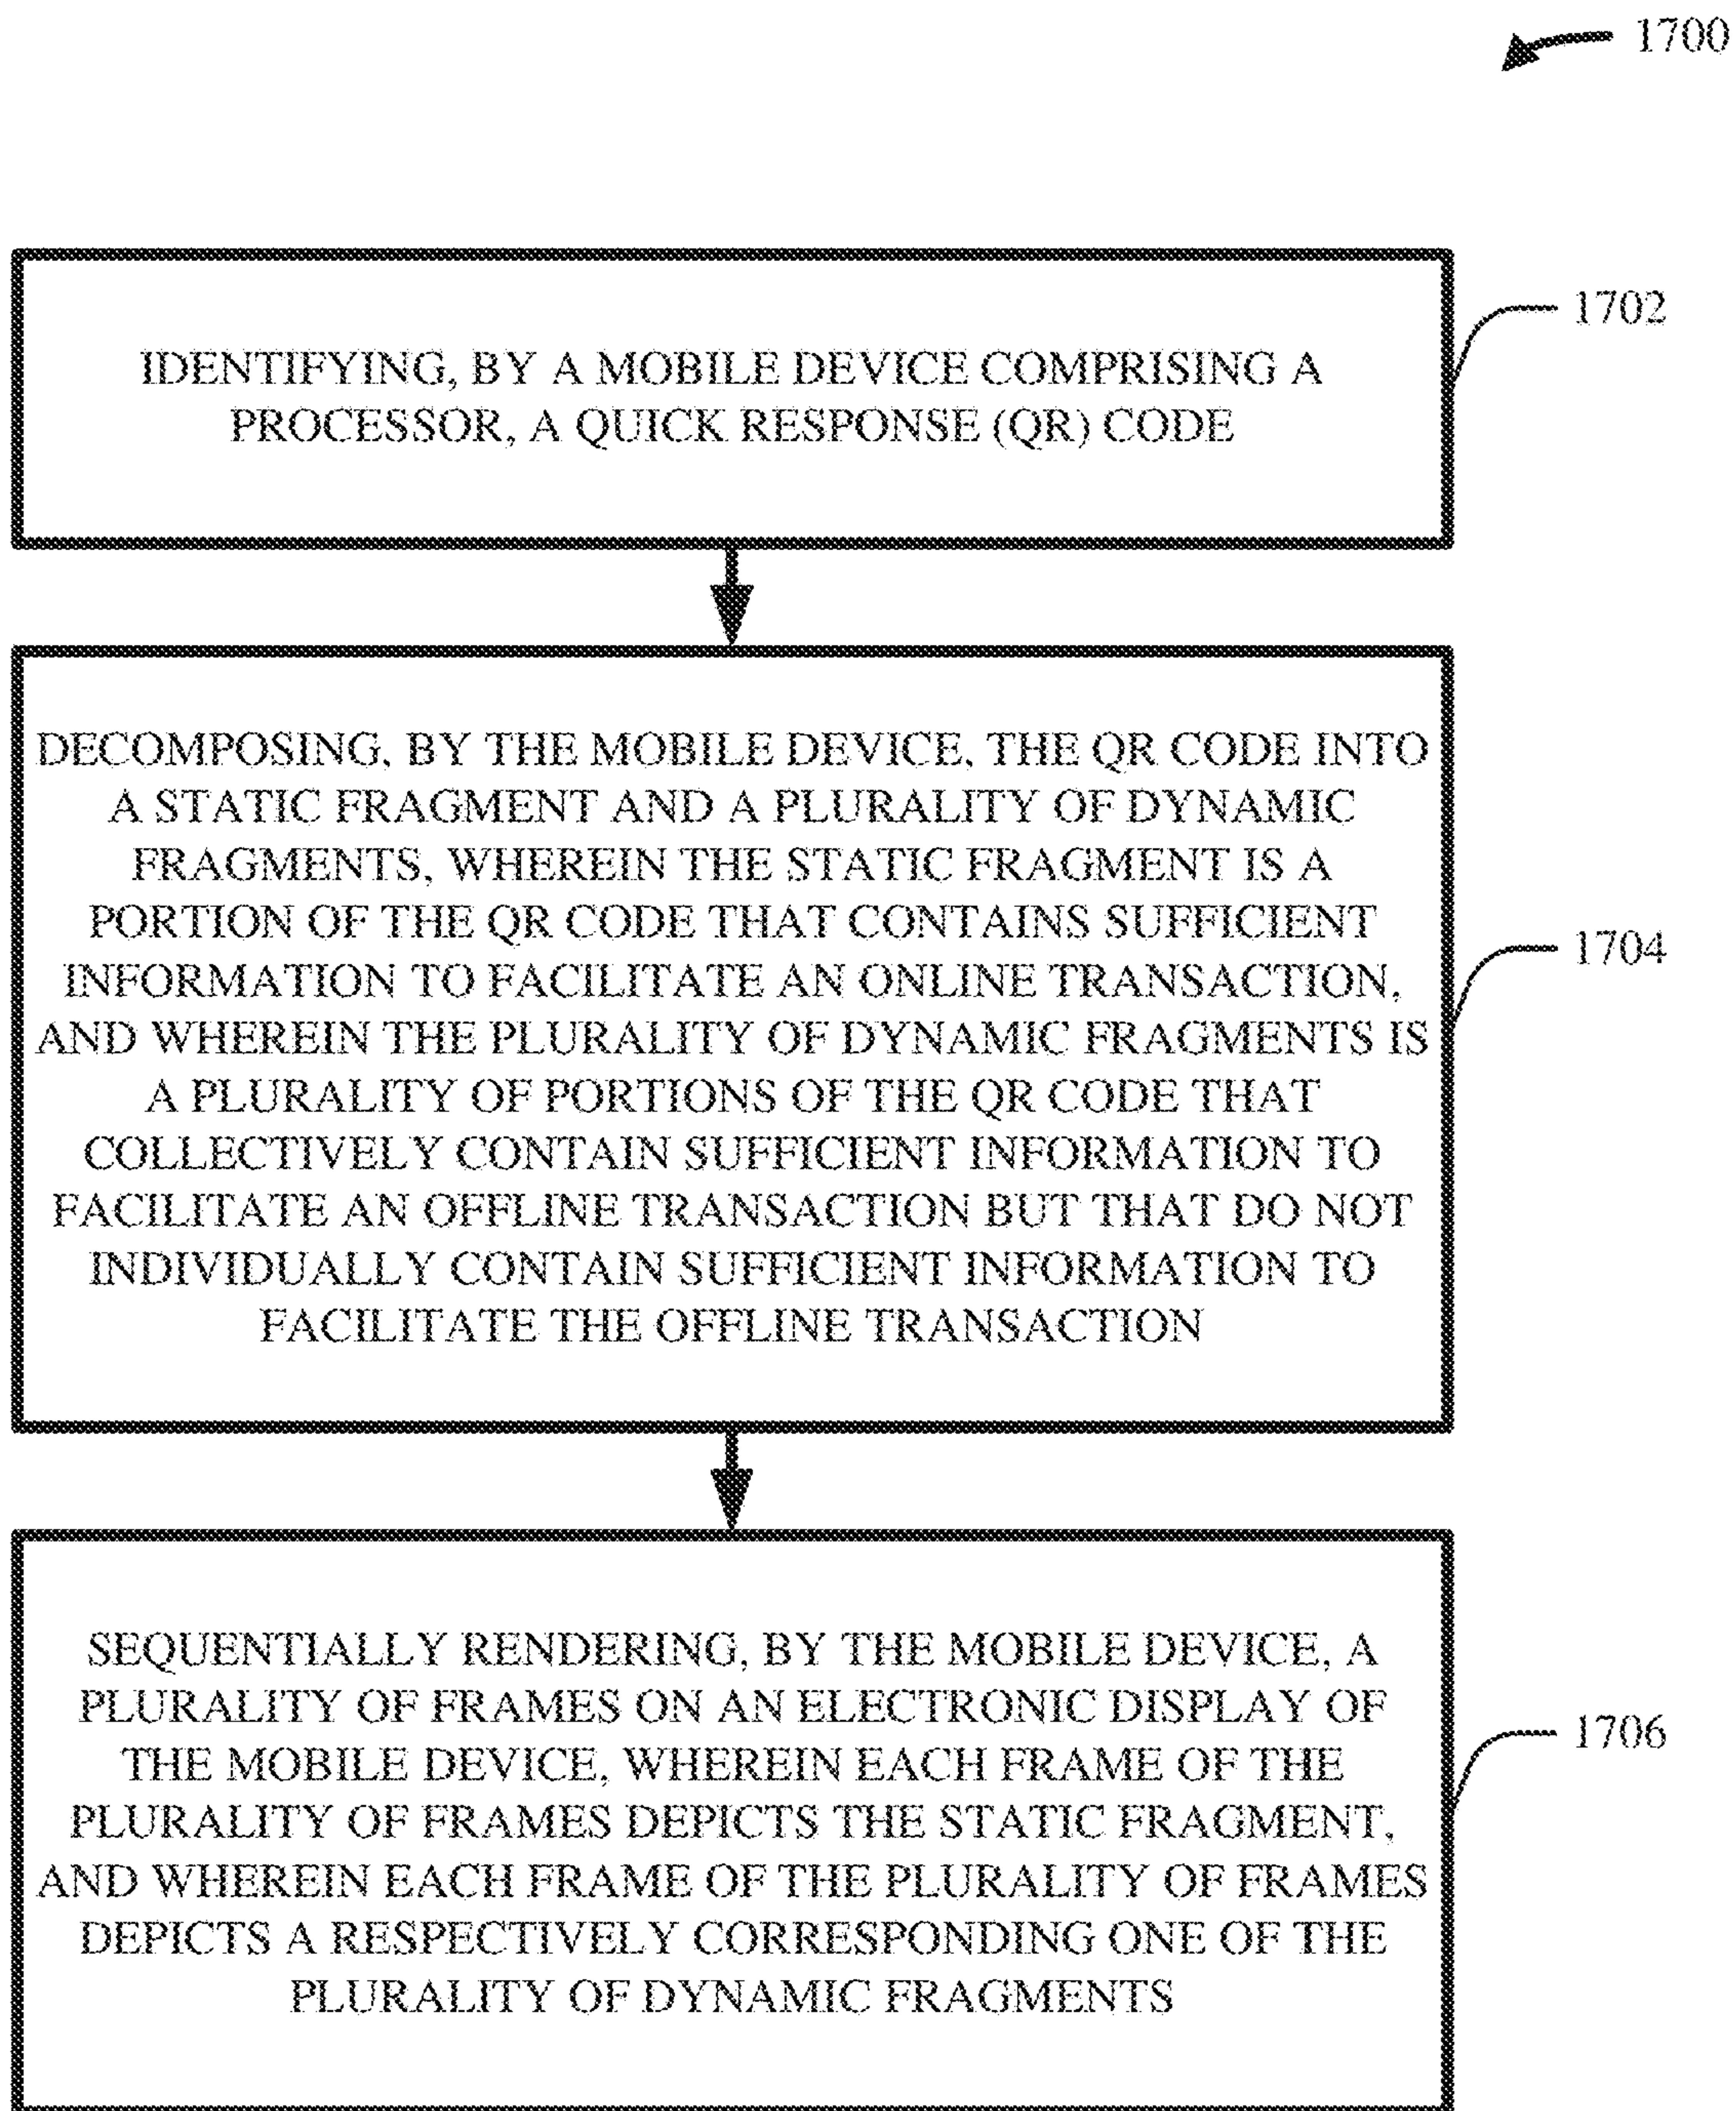 1700
IDENTIFYING, BY A MOBILE DEVICE COMPRISING A
PROCESSOR, A QUICK RESPONSE (QR) CODE
1702
DECOMPOSING, BY THE MOBILE DEVICE, THE QR CODE INTO
A STATIC FRAGMENT AND A PLURALITY OF DYNAMIC
FRAGMENTS, WHEREIN THE STATIC FRAGMENT IS A
PORTION OF THE QR CODE THAT CONTAINS SUFFICIENT
INFORMATION TO FACILITATE AN ONLINE TRANSACTION,
AND WHEREIN THE PLURALITY OF DYNAMIC FRAGMENTS IS
A PLURALITY OF PORTIONS OF THE QR CODE THAT
COLLECTIVELY CONTAIN SUFFICIENT INFORMATION TO
FACILITATE AN OFFLINE TRANSACTION BUT THAT DO NOT
INDIVIDUALLY CONTAIN SUFFICIENT INFORMATION TO
FACILITATE THE OFFLINE TRANSACTION
1704
SEQUENTIALLY RENDERING, BY THE MOBILE DEVICE, A
PLURALITY OF FRAMES ON AN ELECTRONIC DISPLAY OF
THE MOBILE DEVICE, WHEREIN EACH FRAME OF THE
PLURALITY OF FRAMES DEPICTS THE STATIC FRAGMENT,
AND WHEREIN EACH FRAME OF THE PLURALITY OF FRAMES
DEPICTS A RESPECTIVELY CORRESPONDING ONE OF THE
PLURALITY OF DYNAMIC FRAGMENTS
1706